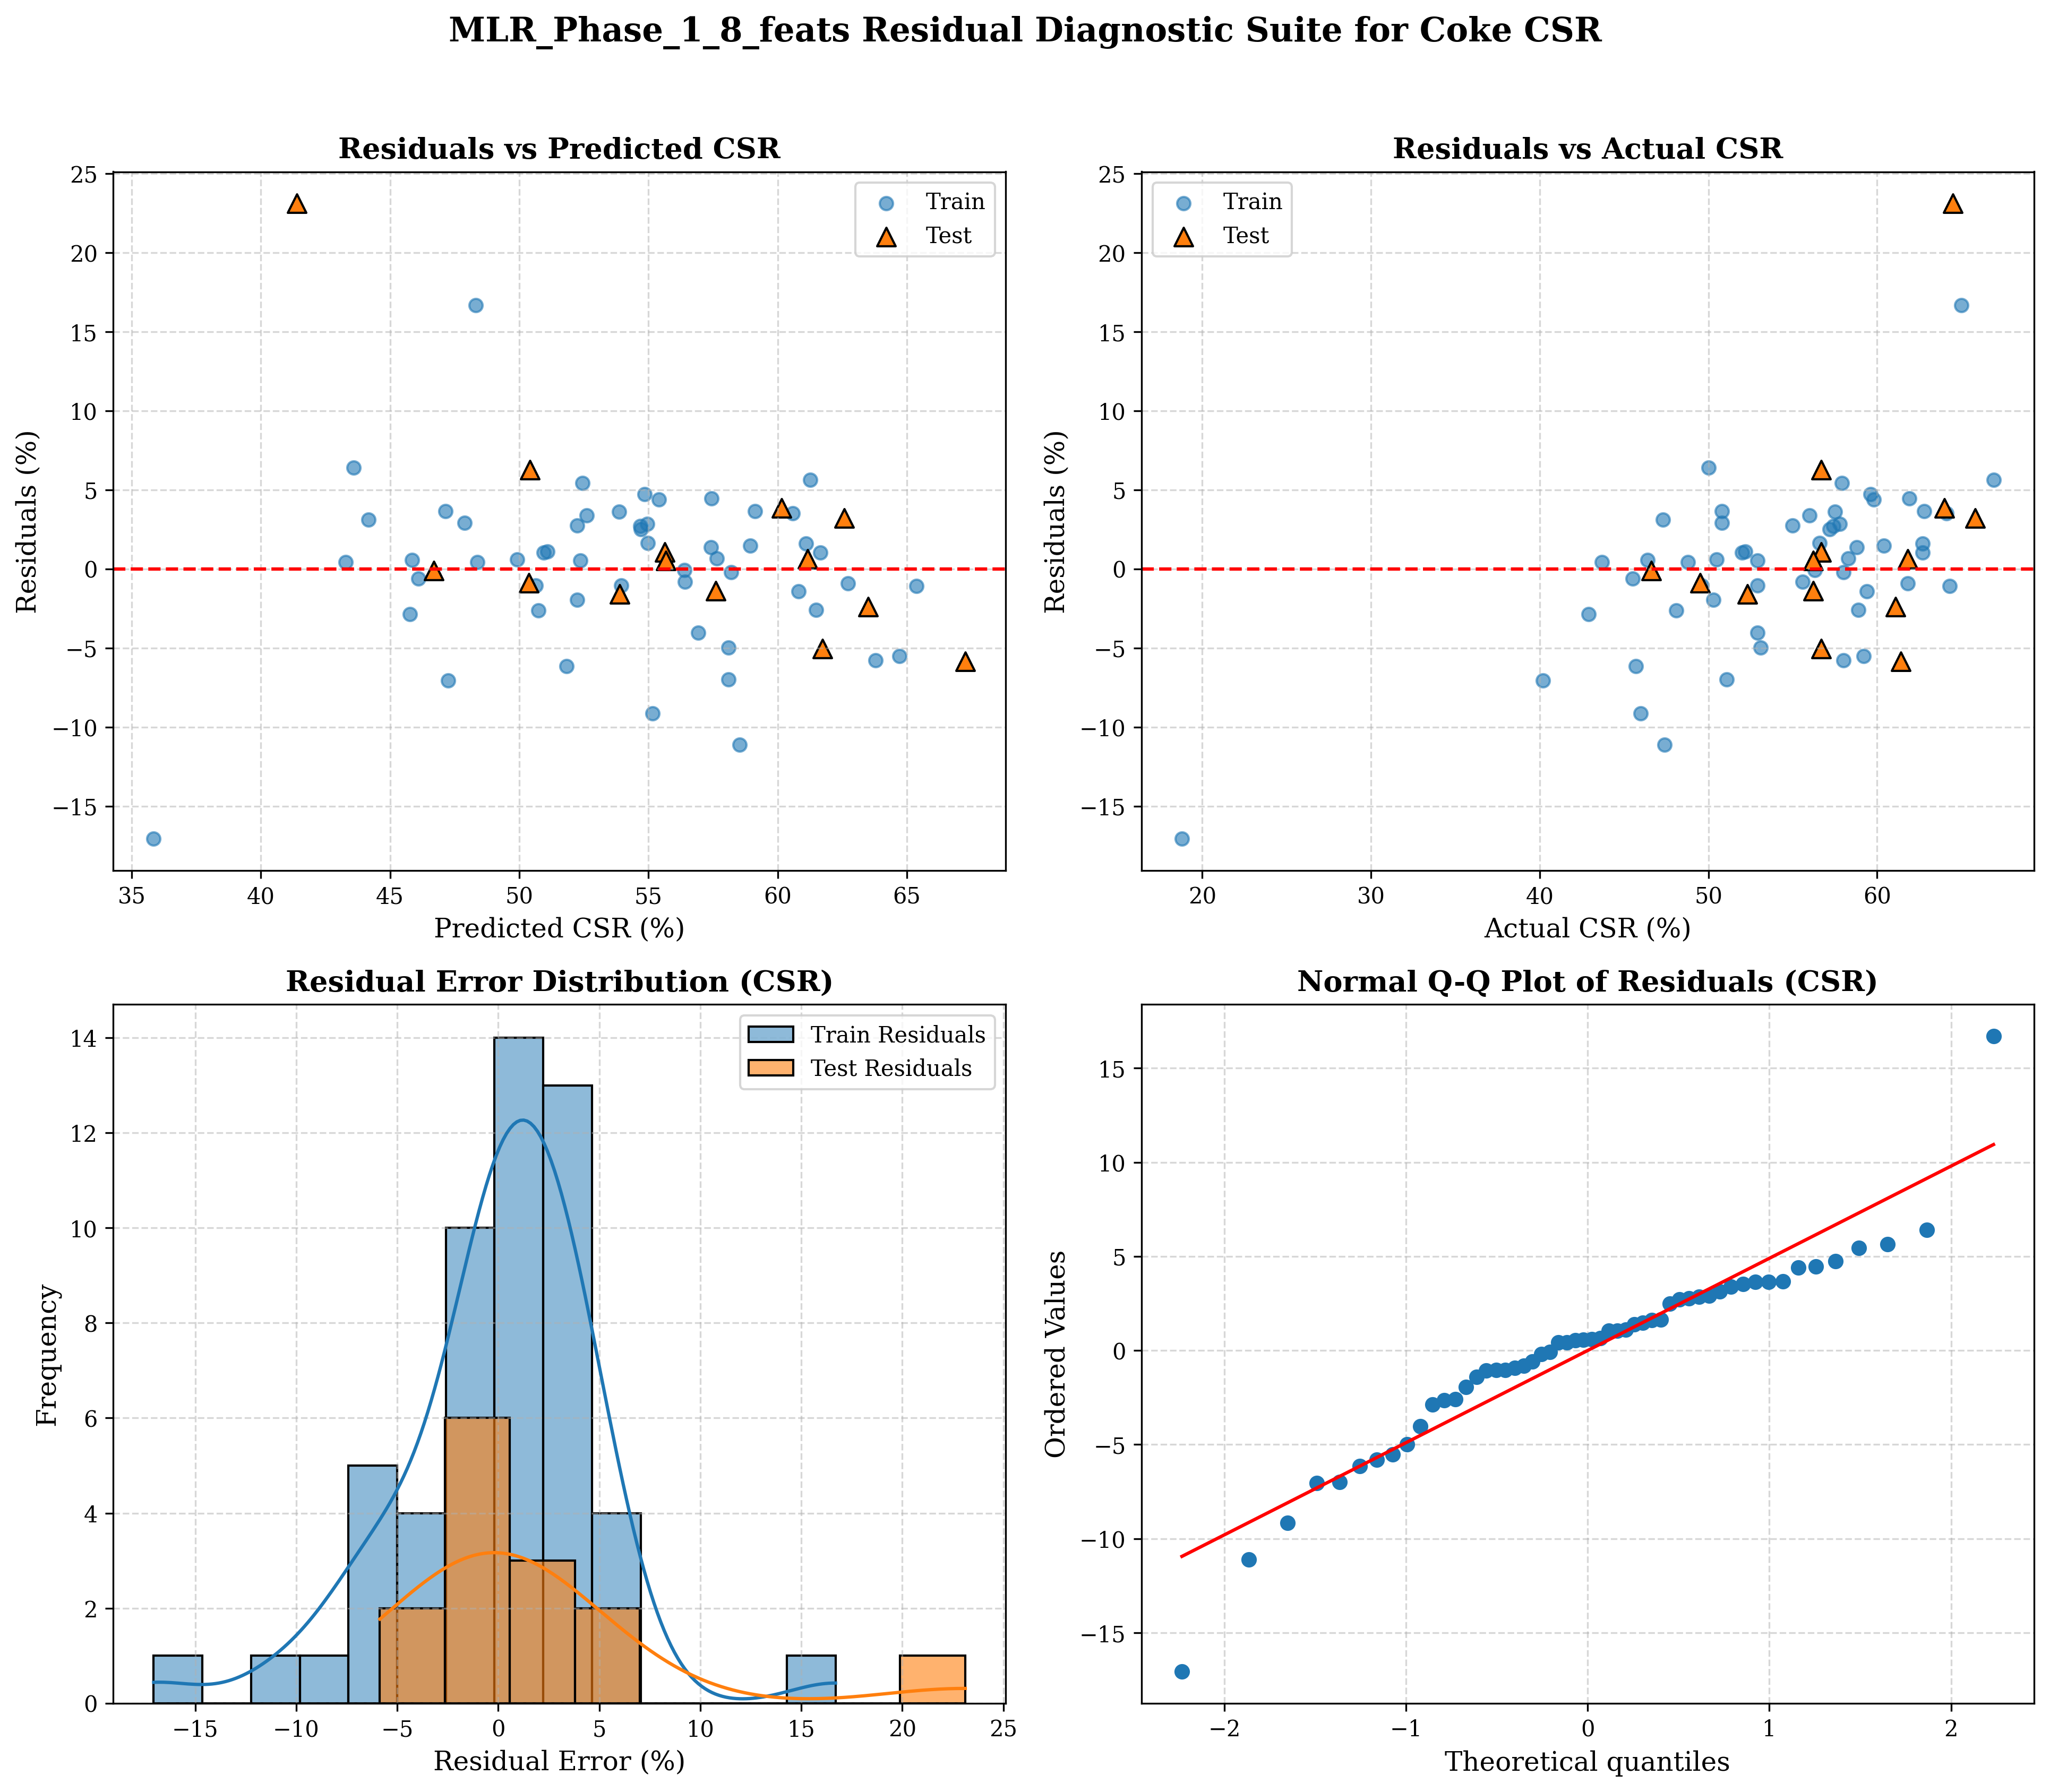 MLR_Phase_1_8_feats Residual Diagnostic Suite for Coke CSR
Residuals vs Predicted CSR
25
20
15
10
5
0
−5
−10
−15
Residuals (%)
Train
Test
35 40 45 50 55 60 65
Predicted CSR (%)
Residuals vs Actual CSR
25
20
15
10
5
0
−5
−10
−15
Residuals (%)
Train
Test
20 30 40 50 60
Actual CSR (%)
Residual Error Distribution (CSR)
14
12
10
8
6
4
2
0
Frequency
Train Residuals
Test Residuals
−15 −10 −5 0 5 10 15 20 25
Residual Error (%)
Normal Q-Q Plot of Residuals (CSR)
15
10
5
0
−5
−10
−15
Ordered Values
−2 −1 0 1 2
Theoretical quantiles